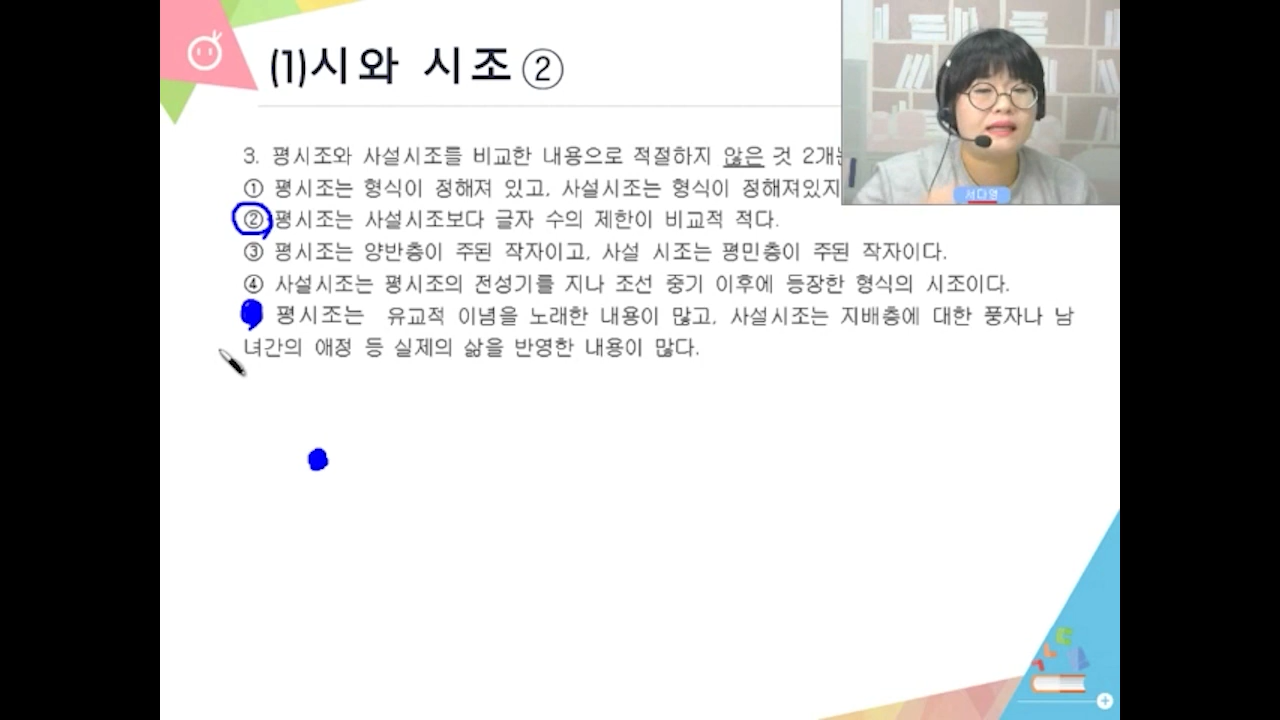 (1)시와 시조②
3. 평시조와 사설시조를 비교한 내용으로 적절하지 않은 것 2개는
① 평시조는 형식이 정해져 있고, 사설시조는 형식이 정해져있지
② 평시조는 사설시조보다 글자 수의 제한이 비교적 적다.
③ 평시조는 양반층이 주된 작자이고, 사설 시조는 평민층이 주된 작자이다.
④ 사설시조는 평시조의 전성기를 지나 조선 중기 이후에 등장한 형식의 시조이다.
평시조는 유교적 이념을 노래한 내용이 많고, 사설시조는 지배층에 대한 풍자나 남
녀간의 애정 등 실제의 삶을 반영한 내용이 많다.
서다영